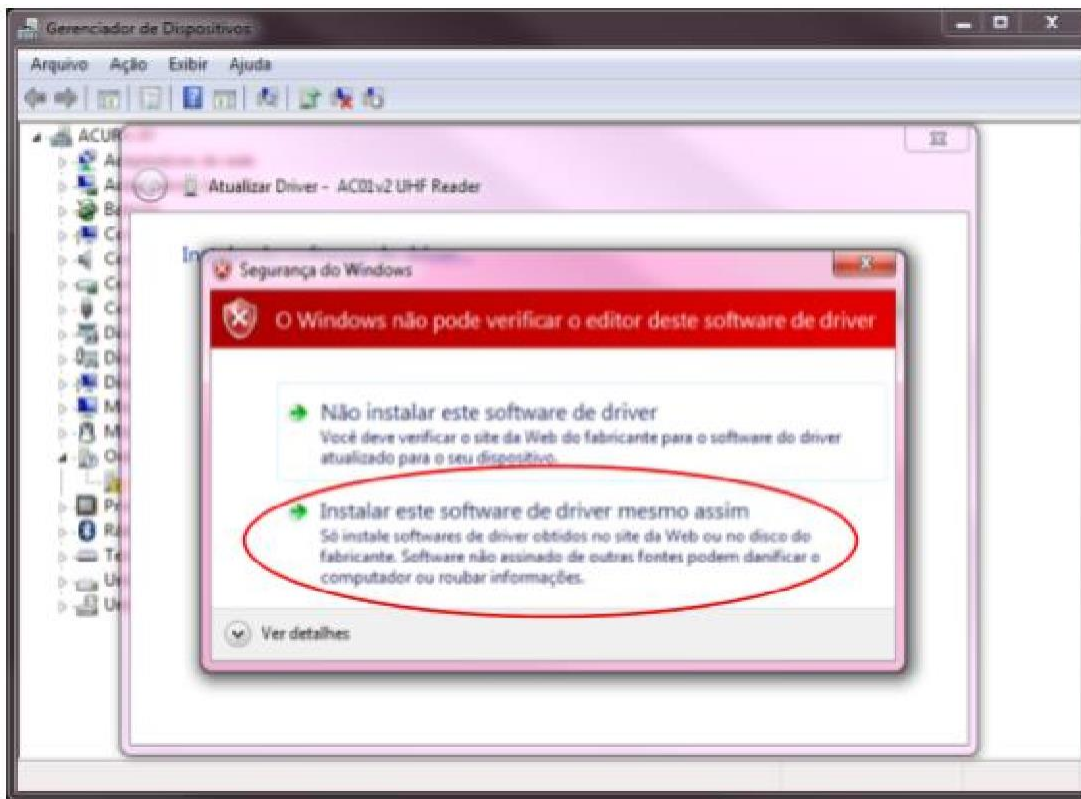 Gerenciador de Dispositivos
Arquivo Ação Exibir Ajuda
Atualizar Driver - AC01v2 UHF Reader
Segurança do Windows
O Windows não pode verificar o editor deste software de driver
Não instalar este software de driver
Você deve verificar o site da Web do fabricante para o software do driver
atualizado para o seu dispositivo.
Instalar este software de driver mesmo assim
Só instale softwares de driver obtidos no site da Web ou no disco do
fabricante. Software não assinado de outras fontes podem danificar o
computador ou roubar informações.
Ver detalhes